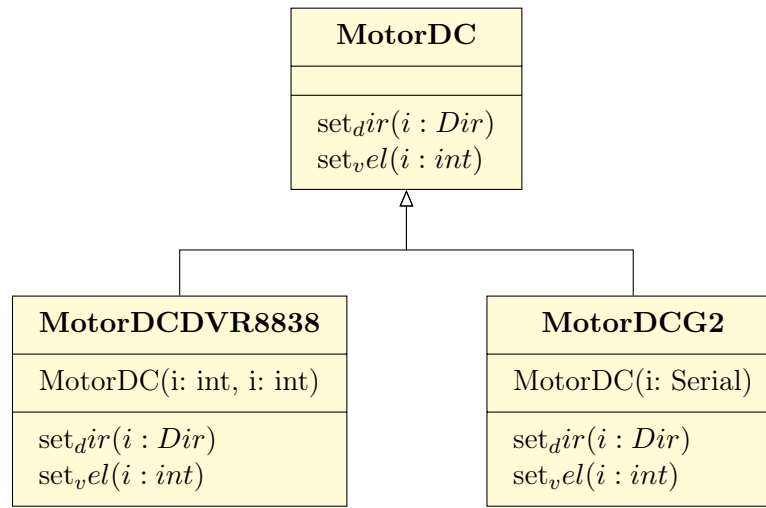 MotorDC
set_dir(i : Dir)
set_vel(i : int)
MotorDCDVR8838
MotorDC(i: int, i: int)
set_dir(i : Dir)
set_vel(i : int)
MotorDCG2
MotorDC(i: Serial)
set_dir(i : Dir)
set_vel(i : int)